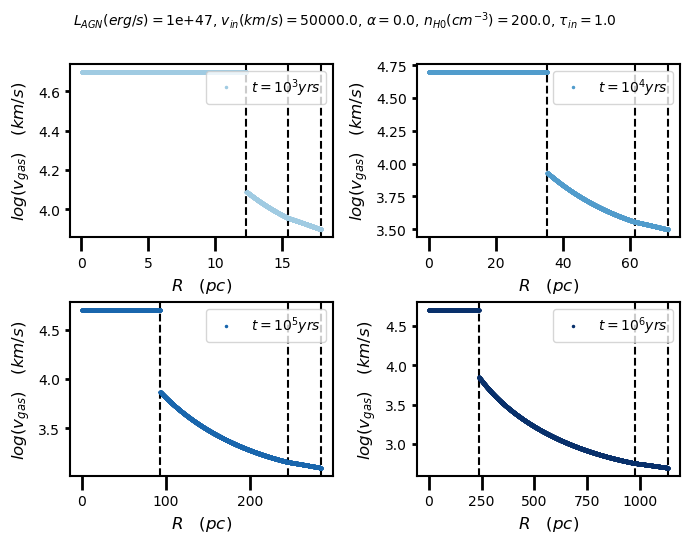 L_AGN(erg/s) = 1e+47, v_in(km/s) = 50000.0, α = 0.0, n_H0(cm^−3) = 200.0, τ_in = 1.0
log(v_gas) (km/s)
4.6
4.4
4.2
4.0
t = 10^3 yrs
0 5 10 15
R (pc)
log(v_gas) (km/s)
4.75
4.50
4.25
4.00
3.75
3.50
t = 10^4 yrs
0 20 40 60
R (pc)
log(v_gas) (km/s)
4.5
4.0
3.5
t = 10^5 yrs
0 100 200
R (pc)
log(v_gas) (km/s)
4.5
4.0
3.5
3.0
t = 10^6 yrs
0 250 500 750 1000
R (pc)